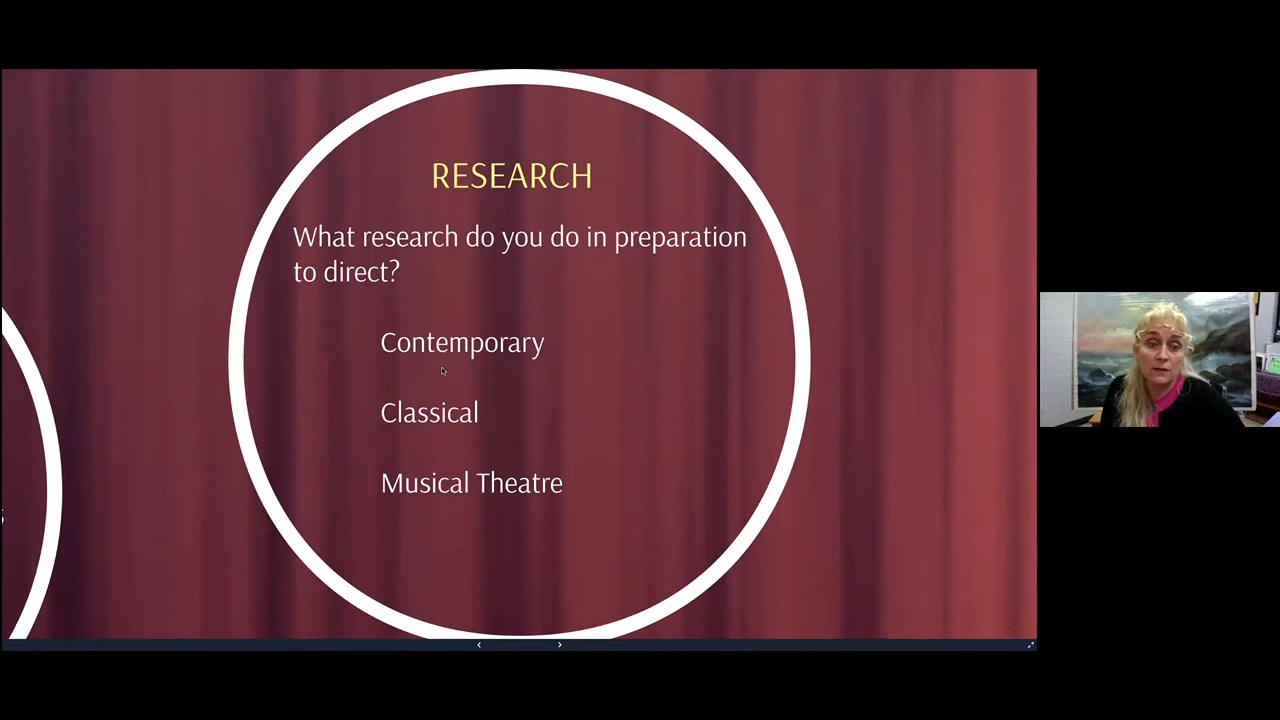 RESEARCH
What research do you do in preparation
to direct?
Contemporary
Classical
Musical Theatre